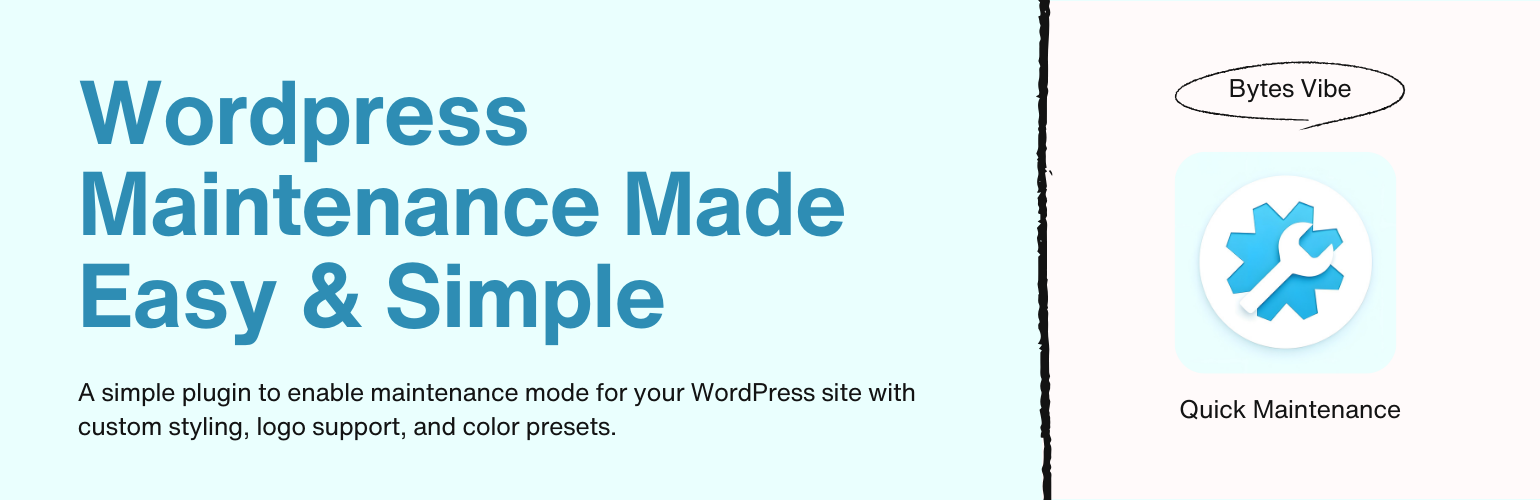 Wordpress
Maintenance Made
Easy & Simple
A simple plugin to enable maintenance mode for your WordPress site with
custom styling, logo support, and color presets.
Bytes Vibe
Quick Maintenance